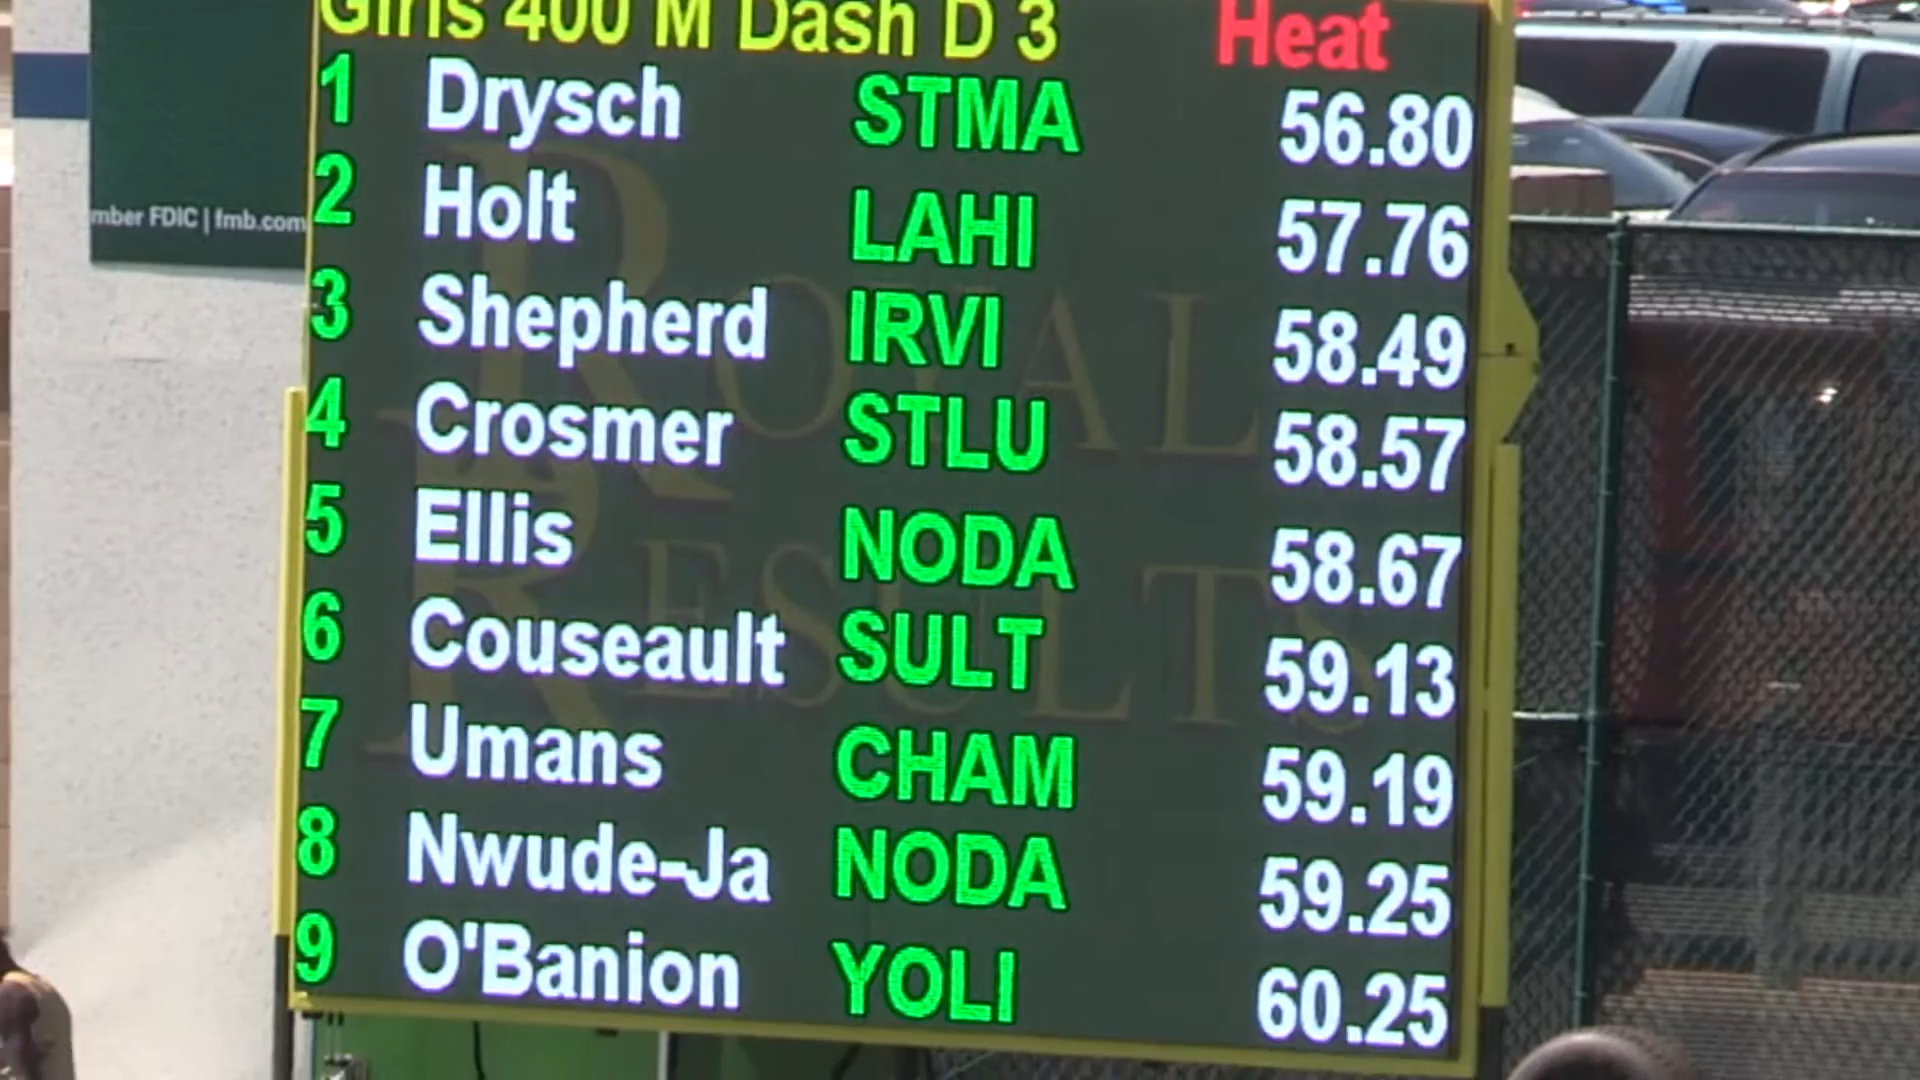 Girls 400 M Dash D 3 Heat
1 Drysch STMA 56.80
2 Holt LAHI 57.76
3 Shepherd IRVI 58.49
4 Crosmer STLU 58.57
5 Ellis NODA 58.67
6 Couseault SULT 59.13
7 Umans CHAM 59.19
8 Nwude-Ja NODA 59.25
9 O'Banion YOLI 60.25
ROYAL
RESULTS
mber FDIC | fmb.com